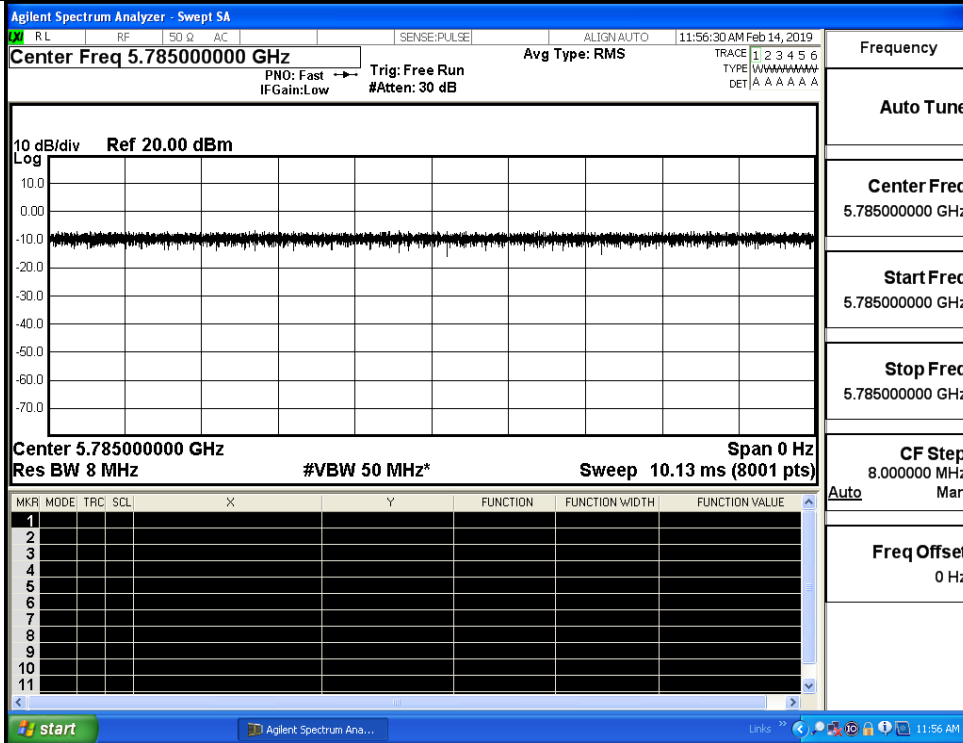 Agilent Spectrum Analyzer - Swept SA
LXI RL RF 50 Ω AC SENSE:PULSE ALIGN AUTO 11:56:30 AM Feb 14, 2019
Center Freq 5.785000000 GHz
PNO: Fast
IFGain:Low
Trig: Free Run
#Atten: 30 dB
Avg Type: RMS
TRACE 1 2 3 4 5 6
TYPE WWWWWW
DET A A A A A A
10 dB/div Ref 20.00 dBm
Log
10.0
0.00
-10.0
-20.0
-30.0
-40.0
-50.0
-60.0
-70.0
Center 5.785000000 GHz Span 0 Hz
Res BW 8 MHz #VBW 50 MHz* Sweep 10.13 ms (8001 pts)
MKR MODE TRC SCL X Y FUNCTION FUNCTION WIDTH FUNCTION VALUE
1
2
3
4
5
6
7
8
9
10
11
Frequency
Auto Tune
Center Freq
5.785000000 GHz
Start Freq
5.785000000 GHz
Stop Freq
5.785000000 GHz
CF Step
8.000000 MHz
Auto Man
Freq Offset
0 Hz
start Agilent Spectrum Ana... Links » 11:56 AM